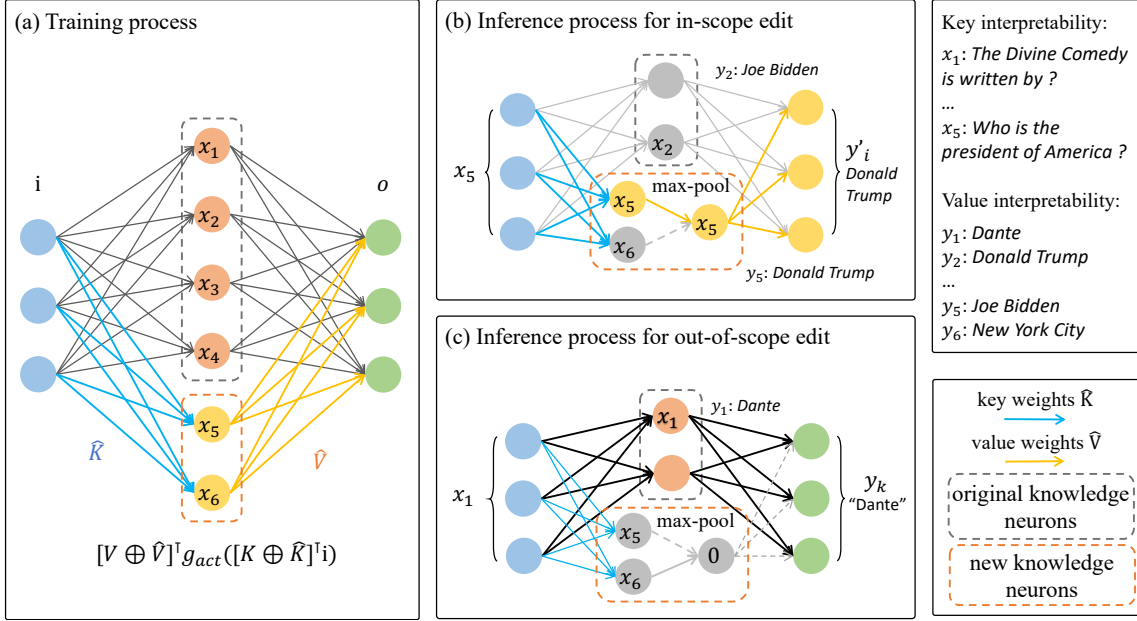 (a) Training process
i
o
x₁
x₂
x₃
x₄
x₅
x₆
K̂
V̂
[V ⊕ V̂]ᵀg_act([K ⊕ K̂]ᵀi)
(b) Inference process for in-scope edit
y₂: Joe Bidden
x₂
x₅
y'ᵢ
Donald
Trump
max-pool
x₅
x₅
x₆
y₅: Donald Trump
(c) Inference process for out-of-scope edit
y₁: Dante
x₁
x₁
yₖ
“Dante”
max-pool
x₅
0
x₆
Key interpretability:
x₁: The Divine Comedy
is written by ?
...
x₅: Who is the
president of America ?
Value interpretability:
y₁: Dante
y₂: Donald Trump
...
y₅: Joe Bidden
y₆: New York City
key weights K̂
value weights V̂
original knowledge
neurons
new knowledge
neurons